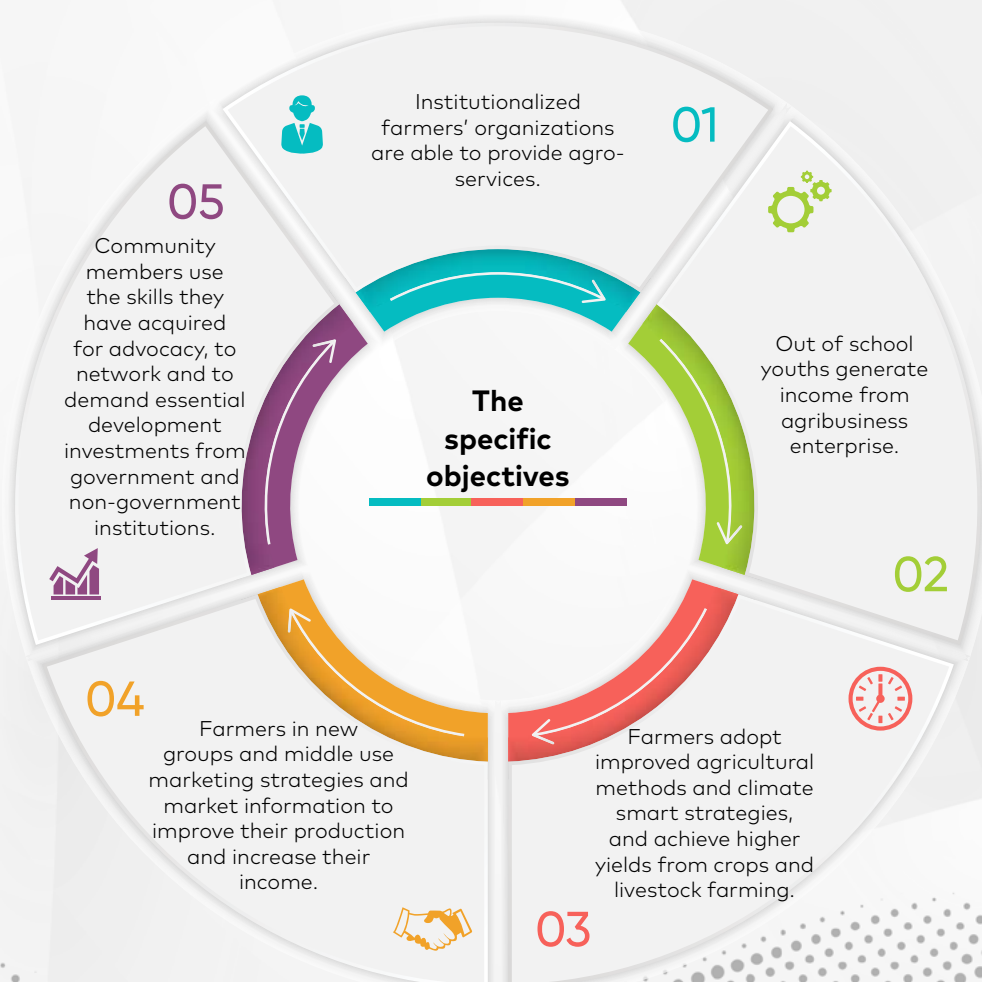 The
specific
objectives
01
Institutionalized
farmers’ organizations
are able to provide agro-
services.
02
Out of school
youths generate
income from
agribusiness
enterprise.
03
Farmers adopt
improved agricultural
methods and climate
smart strategies,
and achieve higher
yields from crops and
livestock farming.
04
Farmers in new
groups and middle use
marketing strategies and
market information to
improve their production
and increase their
income.
05
Community
members use
the skills they
have acquired
for advocacy, to
network and to
demand essential
development
investments from
government and
non-government
institutions.